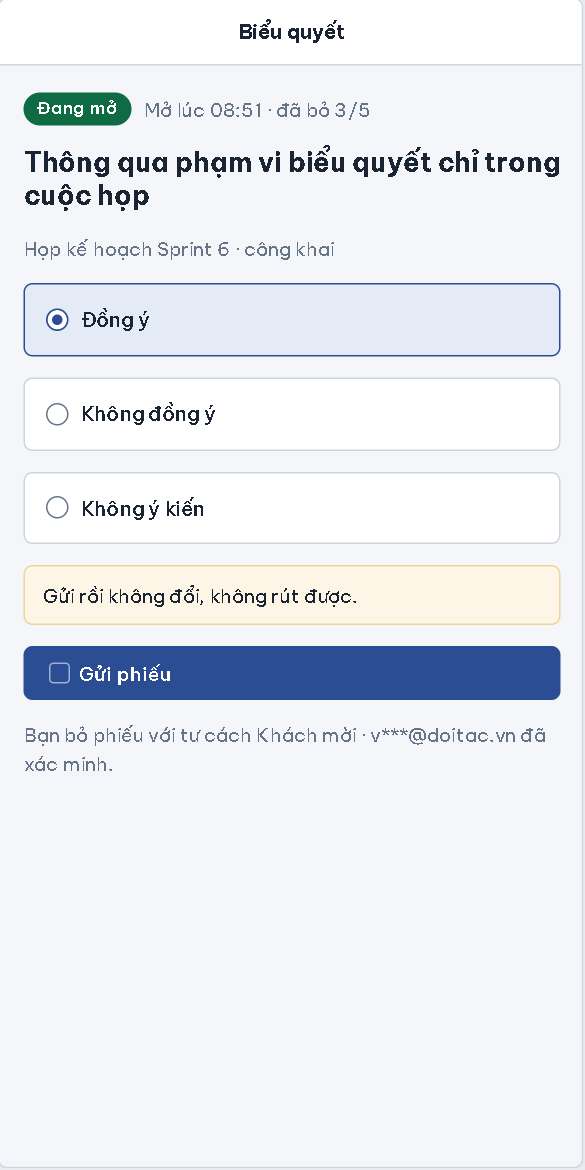 Biểu quyết
Đang mở
Mở lúc 08:51 · đã bỏ 3/5
Thông qua phạm vi biểu quyết chỉ trong
cuộc họp
Họp kế hoạch Sprint 6 · công khai
Đồng ý
Không đồng ý
Không ý kiến
Gửi rồi không đổi, không rút được.
Gửi phiếu
Bạn bỏ phiếu với tư cách Khách mời · v***@doitac.vn đã
xác minh.